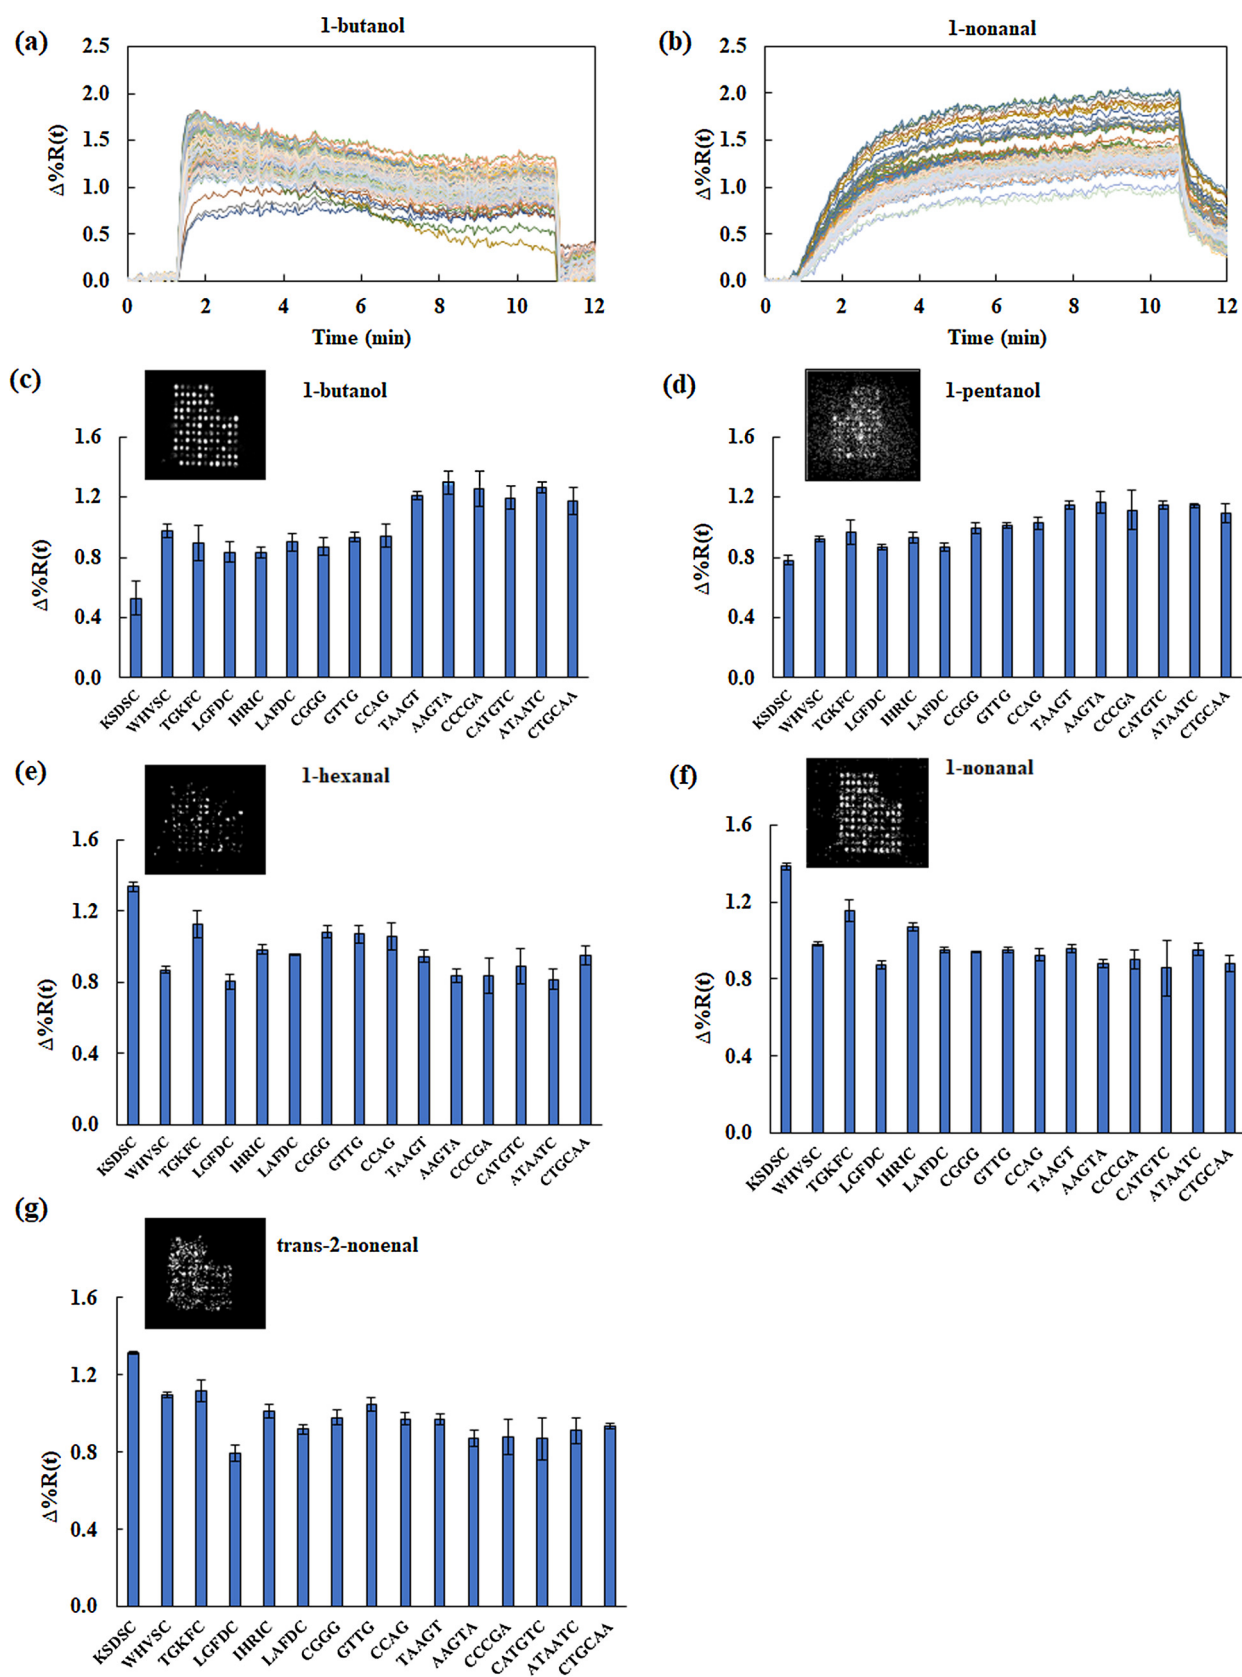 (a)
1-butanol
2.5
2.0
1.5
1.0
0.5
0.0
Δ%R(t)
0 2 4 6 8 10 12
Time (min)
(b)
1-nonanal
2.5
2.0
1.5
1.0
0.5
0.0
Δ%R(t)
0 2 4 6 8 10 12
Time (min)
(c)
1-butanol
1.6
1.2
0.8
0.4
0.0
Δ%R(t)
KSDSC
WHVSC
TGKFC
LGFDC
IHRIC
LAFDC
CGGG
GTTG
CCAG
TAAGT
AAGTA
CCCGA
CATGTC
ATAATC
CTGCAA
(d)
1-pentanol
1.6
1.2
0.8
0.4
0.0
Δ%R(t)
KSDSC
WHVSC
TGKFC
LGFDC
IHRIC
LAFDC
CGGG
GTTG
CCAG
TAAGT
AAGTA
CCCGA
CATGTC
ATAATC
CTGCAA
(e)
1-hexanal
1.6
1.2
0.8
0.4
0.0
Δ%R(t)
KSDSC
WHVSC
TGKFC
LGFDC
IHRIC
LAFDC
CGGG
GTTG
CCAG
TAAGT
AAGTA
CCCGA
CATGTC
ATAATC
CTGCAA
(f)
1-nonanal
1.6
1.2
0.8
0.4
0.0
Δ%R(t)
KSDSC
WHVSC
TGKFC
LGFDC
IHRIC
LAFDC
CGGG
GTTG
CCAG
TAAGT
AAGTA
CCCGA
CATGTC
ATAATC
CTGCAA
(g)
trans-2-nonenal
1.6
1.2
0.8
0.4
0.0
Δ%R(t)
KSDSC
WHVSC
TGKFC
LGFDC
IHRIC
LAFDC
CGGG
GTTG
CCAG
TAAGT
AAGTA
CCCGA
CATGTC
ATAATC
CTGCAA